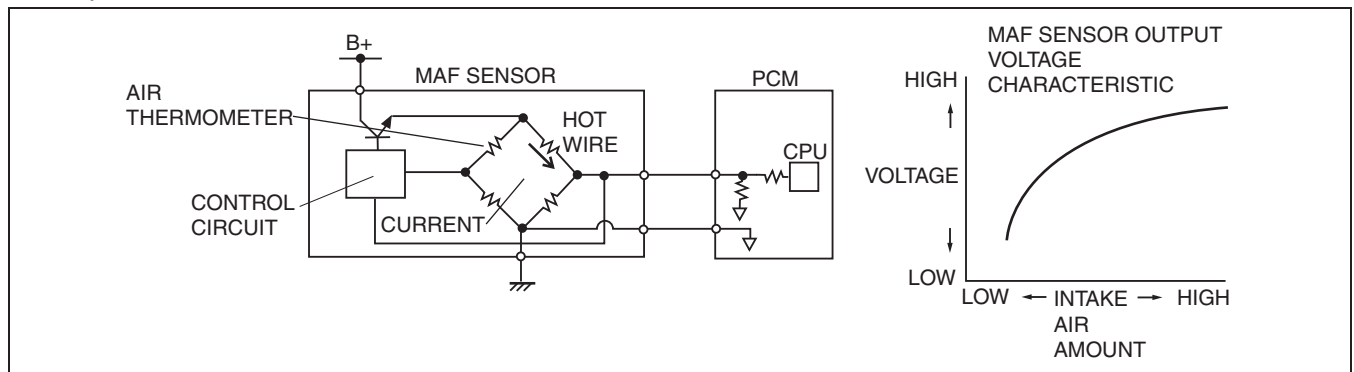 B+
MAF SENSOR
AIR
THERMOMETER
HOT
WIRE
CONTROL
CIRCUIT
CURRENT
PCM
CPU
MAF SENSOR OUTPUT
VOLTAGE
CHARACTERISTIC
HIGH
VOLTAGE
LOW
LOW ← INTAKE → HIGH
AIR
AMOUNT